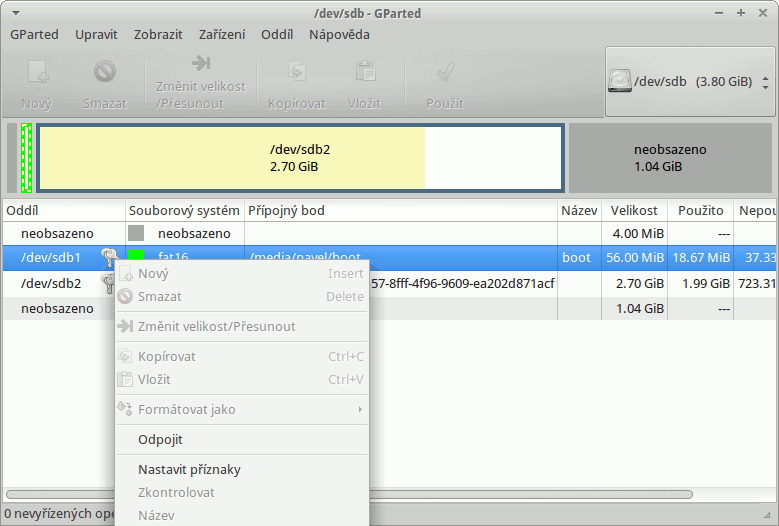 /dev/sdb - GParted
GParted Upravit Zobrazit Zařízení Oddíl Nápověda
Nový Smazat Změnit velikost /Přesunout Kopírovat Vložit Použít
/dev/sdb (3.80 GiB)
/dev/sdb2
2.70 GiB
neobsazeno
1.04 GiB
Oddíl Souborový systém Přípojný bod Název Velikost Použito Nepou
neobsazeno neobsazeno 4.00 MiB ---
/dev/sdb1 fat16 /media/pavel/boot boot 56.00 MiB 18.67 MiB 37.33
/dev/sdb2 57-8fff-4f96-9609-ea202d871acf 2.70 GiB 1.99 GiB 723.31
neobsazeno 1.04 GiB ---
Nový Insert
Smazat Delete
Změnit velikost/Přesunout
Kopírovat Ctrl+C
Vložit Ctrl+V
Formátovat jako
Odpojit
Nastavit příznaky
Zkontrolovat
Název
0 nevyřízených ope